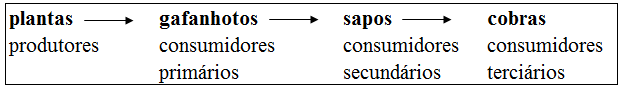 plantas gafanhotos sapos cobras
produtores consumidores consumidores consumidores
primários secundários terciários